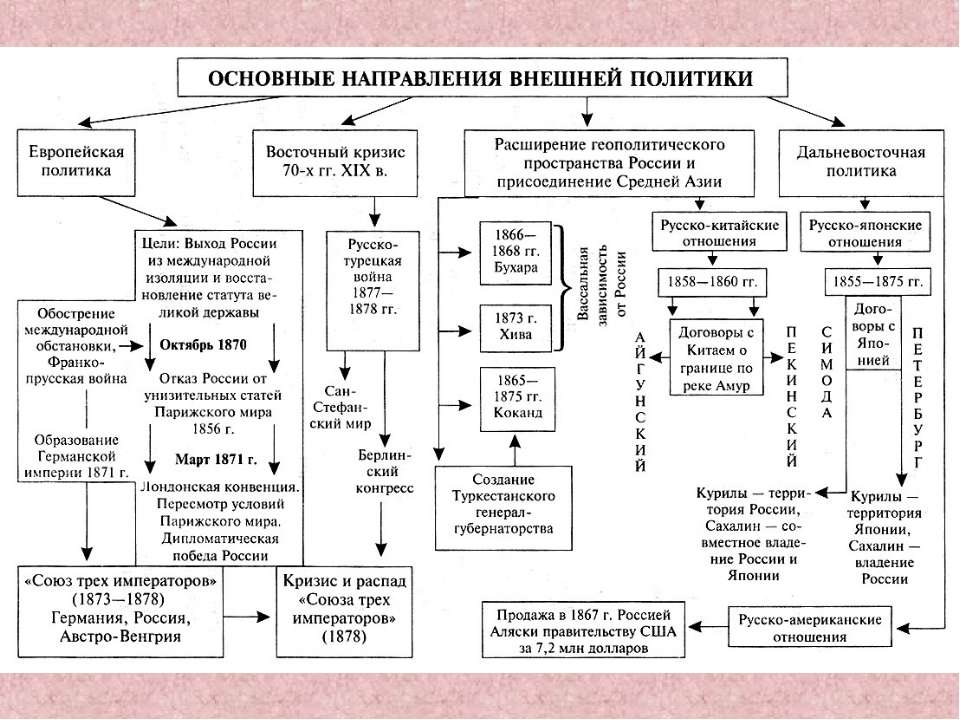 ОСНОВНЫЕ НАПРАВЛЕНИЯ ВНЕШНЕЙ ПОЛИТИКИ
Европейская
политика
Восточный кризис
70-х гг. XIX в.
Расширение геополитического
пространства России и
присоединение Средней Азии
Дальневосточная
политика
Цели: Выход России
из международной
изоляции и восста-
новление статута ве-
ликой державы
Обострение
международной
обстановки,
Франко-
прусская война
Октябрь 1870
Отказ России от
унизительных статей
Парижского мира
1856 г.
Образование
Германской
империи 1871 г.
Март 1871 г.
Лондонская конвенция.
Пересмотр условий
Парижского мира.
Дипломатическая
победа России
«Союз трех императоров»
(1873—1878)
Германия, Россия,
Австро-Венгрия
Кризис и распад
«Союза трех
императоров»
(1878)
Русско-
турецкая
война
1877—
1878 гг.
Сан-
Стефан-
ский мир
Берлин-
ский
конгресс
1866—
1868 гг.
Бухара
1873 г.
Хива
Вассальная
зависимость
от России
1865—
1875 гг.
Коканд
Создание
Туркестанского
генерал-
губернаторства
Русско-китайские
отношения
1858—1860 гг.
Договоры с
Китаем о
границе по
реке Амур
АЙГУНСКИЙ
ПЕКИНСКИЙ
Русско-японские
отношения
1855—1875 гг.
Дого-
воры с
Япо-
нией
СИМОДА
ПЕТЕРБУРГ
Курилы — терри-
тория России,
Сахалин — со-
вместное владе-
ние России и
Японии
Курилы —
территория
Японии,
Сахалин —
владение
России
Продажа в 1867 г. Россией
Аляски правительству США
за 7,2 млн долларов
Русско-американские
отношения